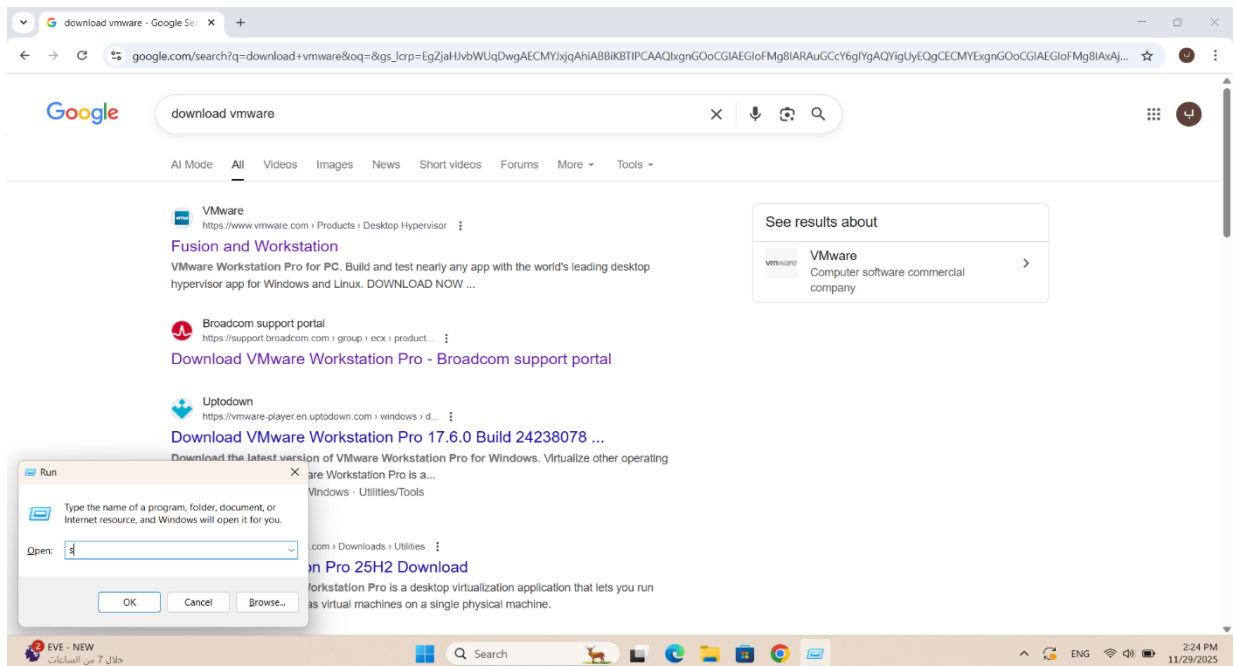 download vmware - Google Sea
google.com/search?q=download+vmware&oq=&gs_lcrp=EgZjaHJvbWUqDwgAECMYJxjqAhiABBiKBTIPCAAQIxgnGOoCGIAEGIoFMg8IARAuGCcY6gIYgAQYigUyEQgCECMYExgnGOoCGIAEGIoFMg8IAxAj...
Google
download vmware
ب
AI Mode All Videos Images News Short videos Forums More Tools
VMware
https://www.vmware.com › Products › Desktop Hypervisor
Fusion and Workstation
VMware Workstation Pro for PC. Build and test nearly any app with the world's leading desktop
hypervisor app for Windows and Linux. DOWNLOAD NOW ...
See results about
vmware
VMware
Computer software commercial
company
Broadcom support portal
https://support.broadcom.com › group › ecx › product...
Download VMware Workstation Pro - Broadcom support portal
Uptodown
https://vmware-player.en.uptodown.com › windows › d...
Download VMware Workstation Pro 17.6.0 Build 24238078 ...
Download the latest version of VMware Workstation Pro for Windows. Virtualize other operating
are Workstation Pro is a...
Windows · Utilities/Tools
.com › Downloads › Utilities
on Pro 25H2 Download
Workstation Pro is a desktop virtualization application that lets you run
as virtual machines on a single physical machine.
Run
Type the name of a program, folder, document, or
Internet resource, and Windows will open it for you.
Open: s
OK Cancel Browse...
2
EVE - NEW
خلال 7 من الساعات
Search
ENG
2:24 PM
11/29/2025